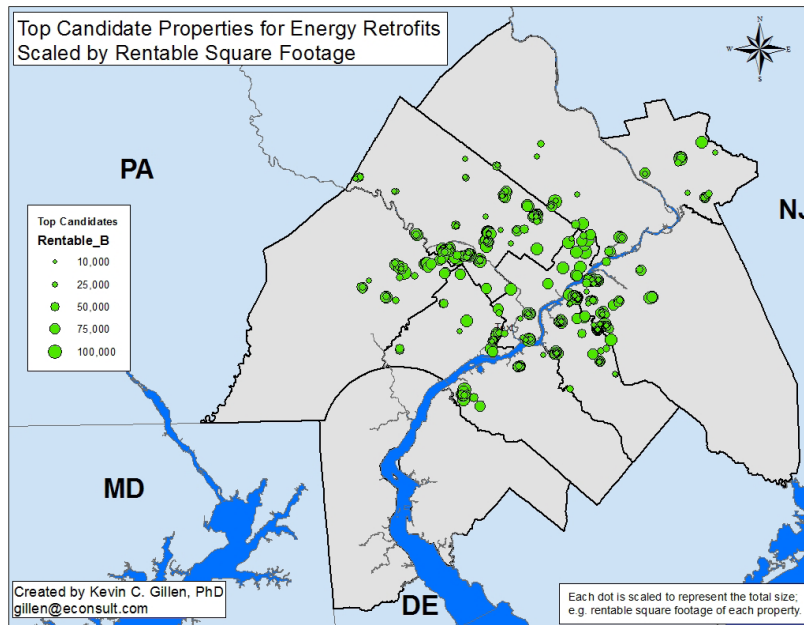 Top Candidate Properties for Energy Retrofits
Scaled by Rentable Square Footage
N
W
E
S
PA
NJ
Top Candidates
Rentable_B
10,000
25,000
50,000
75,000
100,000
MD
DE
Created by Kevin C. Gillen, PhD
gillen@econsult.com
Each dot is scaled to represent the total size;
e.g. rentable square footage of each property.